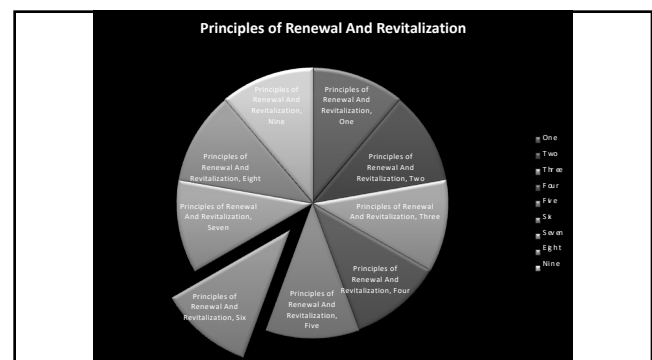 Principles of Renewal And Revitalization
Principles of
Renewal And
Revitalization,
Nine
Principles of
Renewal And
Revitalization,
One
Principles of
Renewal And
Revitalization, Eight
Principles of
Renewal And
Revitalization, Two
Principles of Renewal
And Revitalization,
Seven
Principles of Renewal
And Revitalization, Three
Principles of
Renewal And
Revitalization, Six
Principles of
Renewal And
Revitalization,
Five
Principles of
Renewal And
Revitalization, Four
One
Two
Three
Four
Five
Six
Seven
Eight
Nine